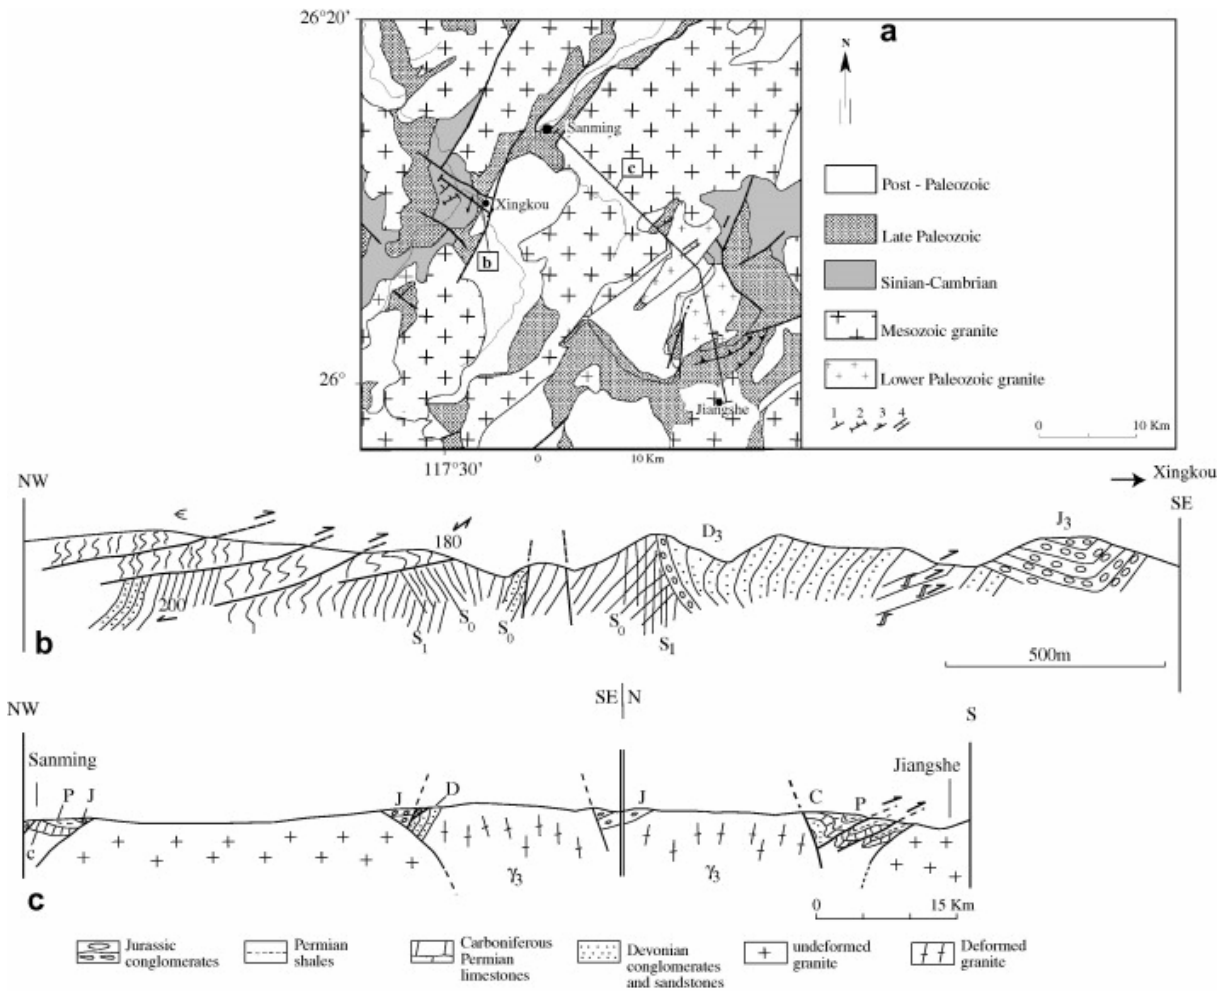 26°20'
a
N
Sanming
c
Post - Paleozoic
Xingkou
Late Paleozoic
b
Sinian-Cambrian
Mesozoic granite
26°
Lower Paleozoic granite
Jiangshe
1 2 3 4
0 10 Km
117°30'
0 10 Km
NW
Xingkou
SE
€
180
D3
J3
200
S0
S0
S0
S1
S1
b
500m
NW
SE N
S
Sanming
Jiangshe
P J
J D
J
C P
c
γ3
γ3
c
0 15 Km
Jurassic
conglomerates
Permian
shales
Carboniferous
Permian
limestones
Devonian
conglomerates
and sandstones
undeformed
granite
Deformed
granite